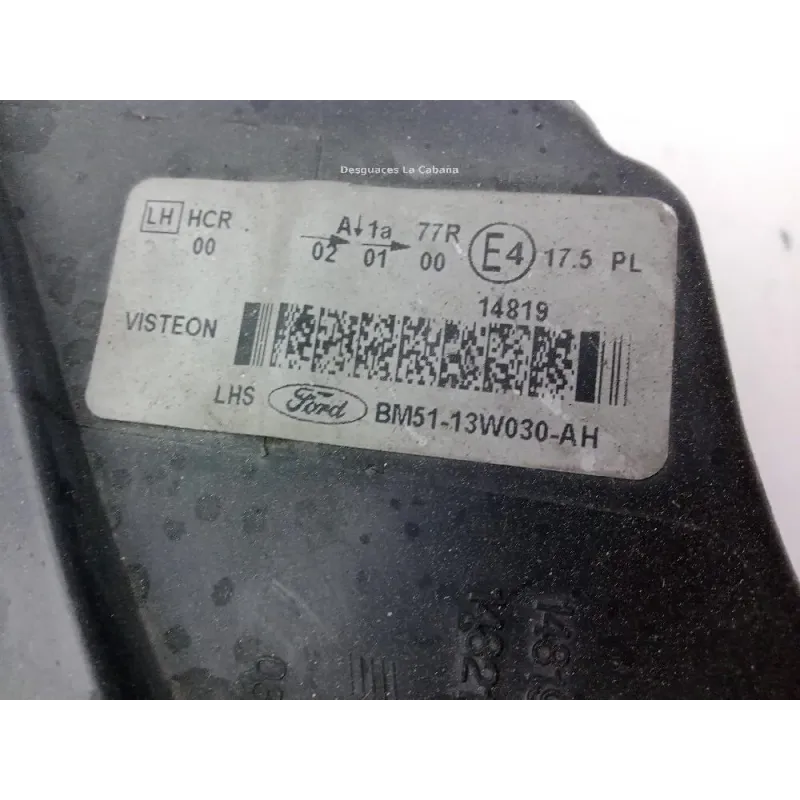 Desguaces La Cabaña
LH HCR A↓1a 77R E4 17.5 PL
00 02 01 00
14819
VISTEON
LHS Ford BM51-13W030-AH